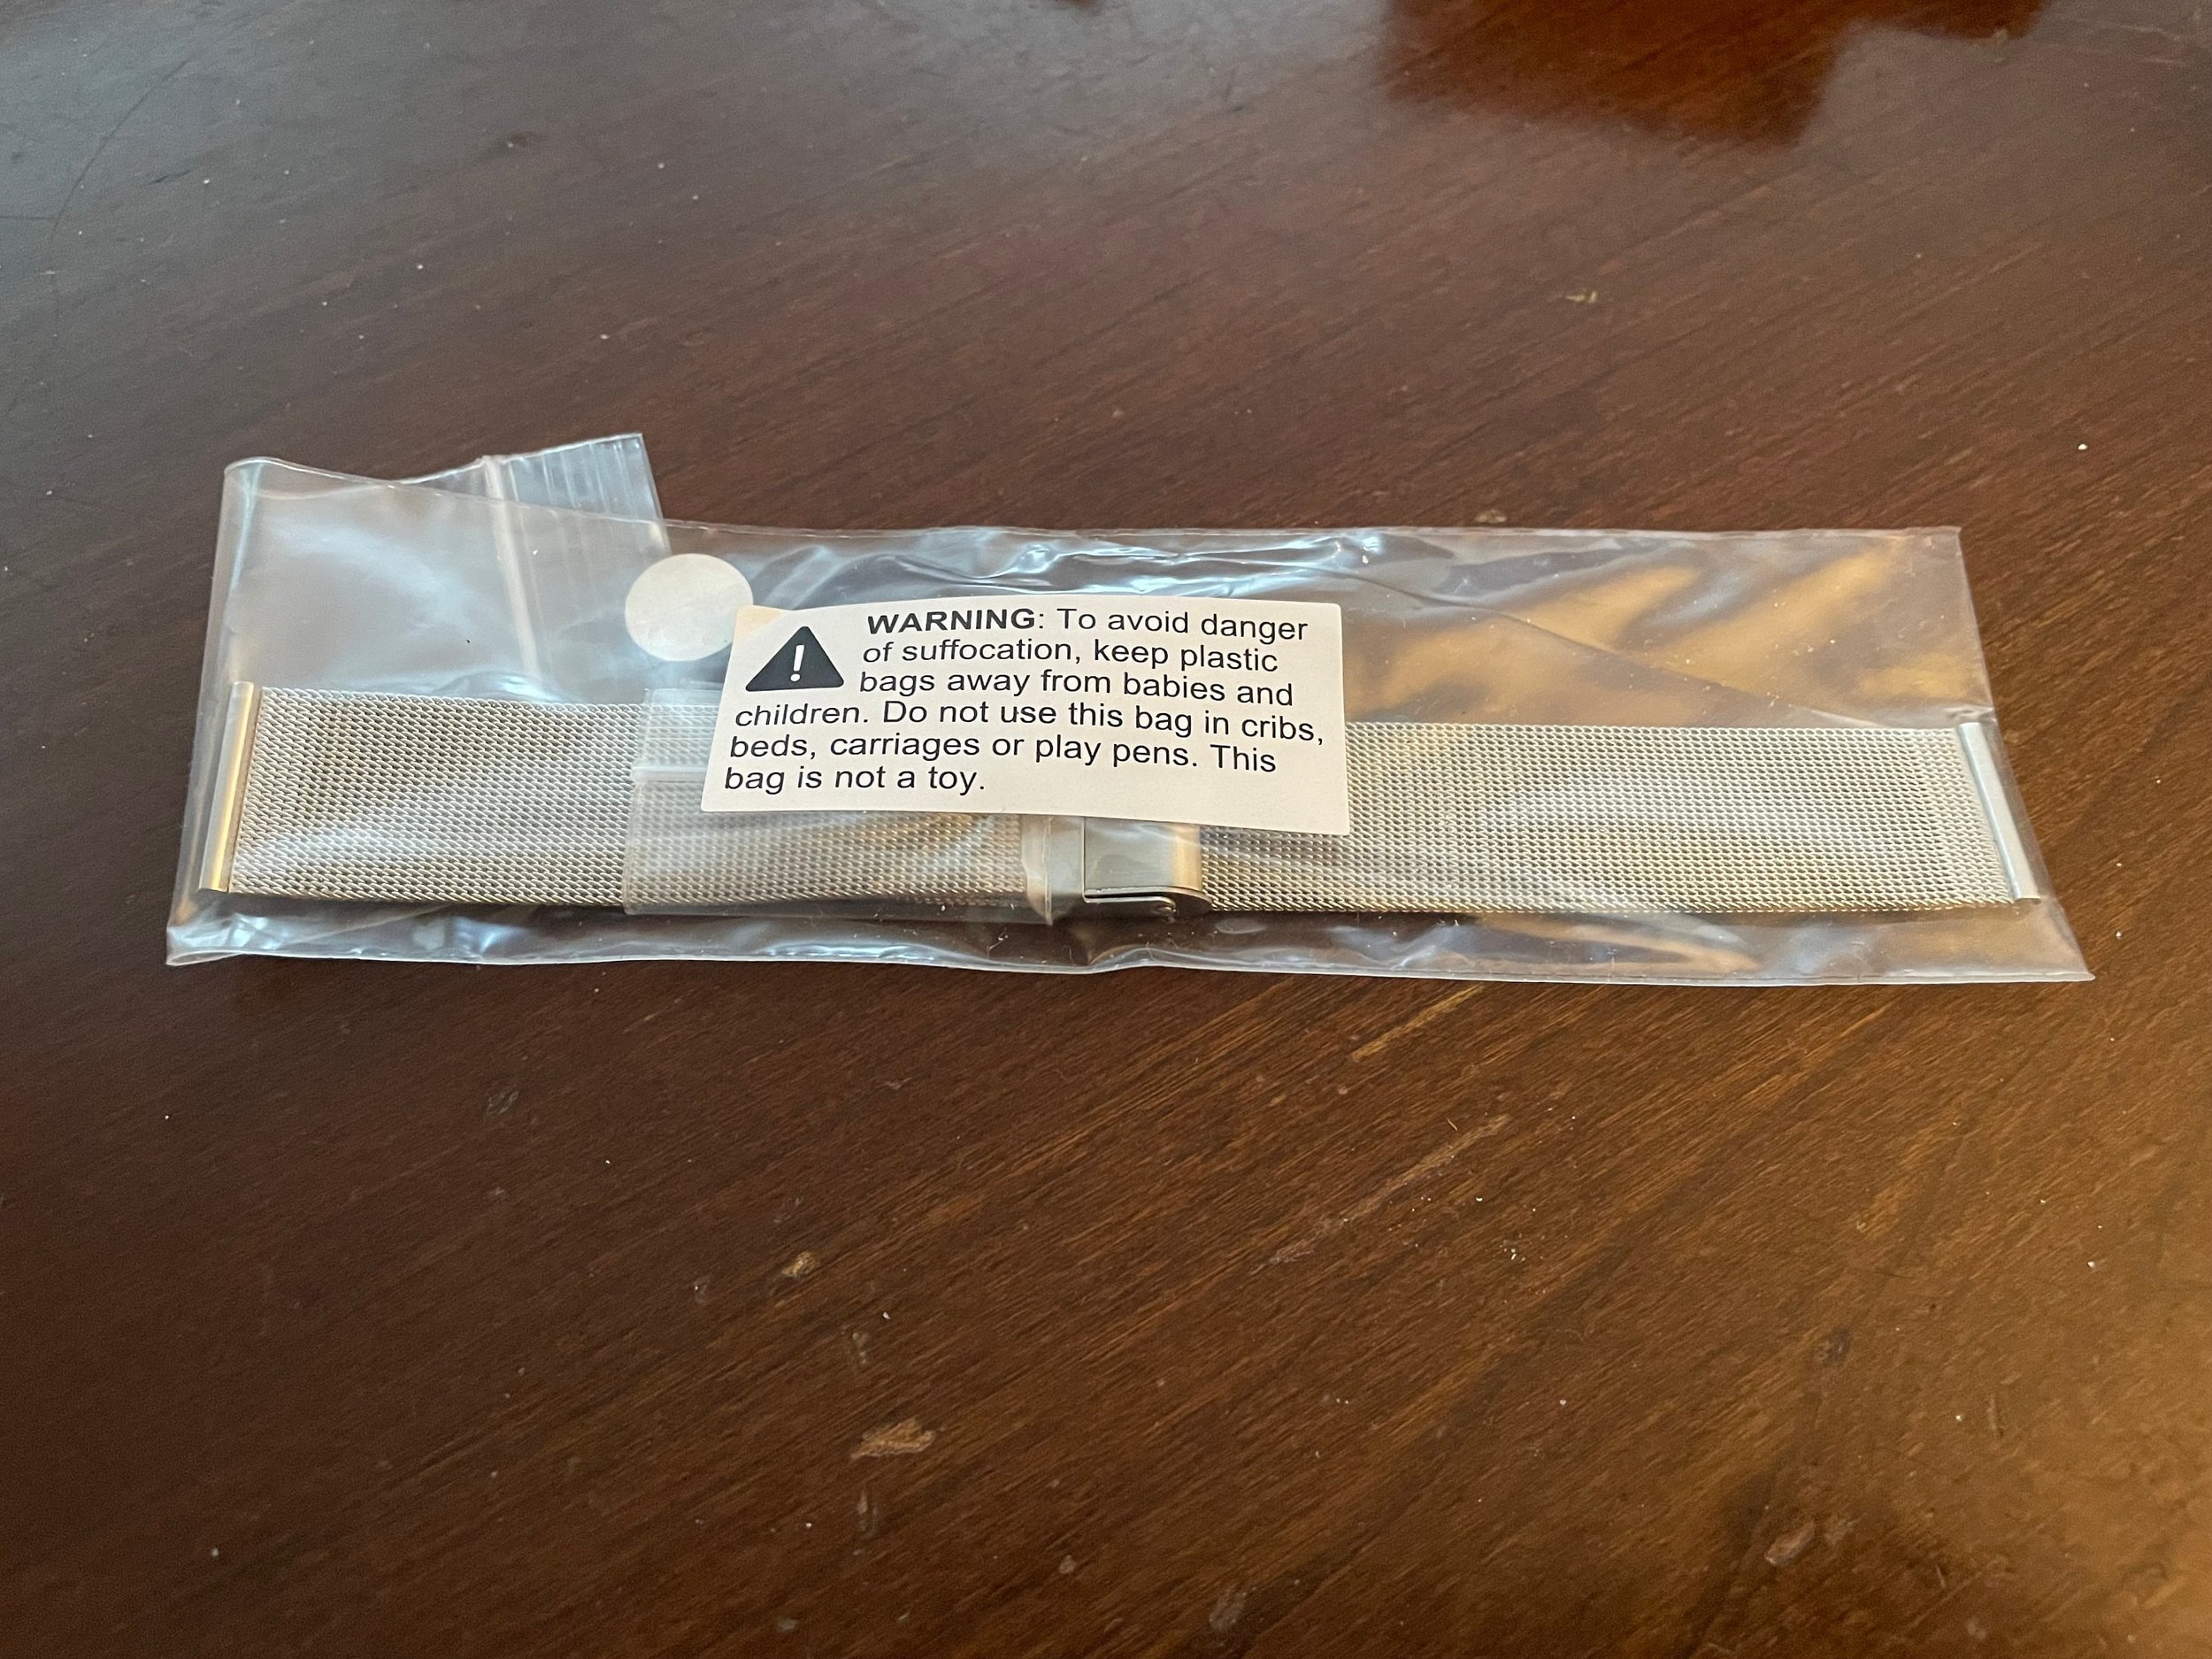 WARNING: To avoid danger
of suffocation, keep plastic
bags away from babies and
children. Do not use this bag in cribs,
beds, carriages or play pens. This
bag is not a toy.